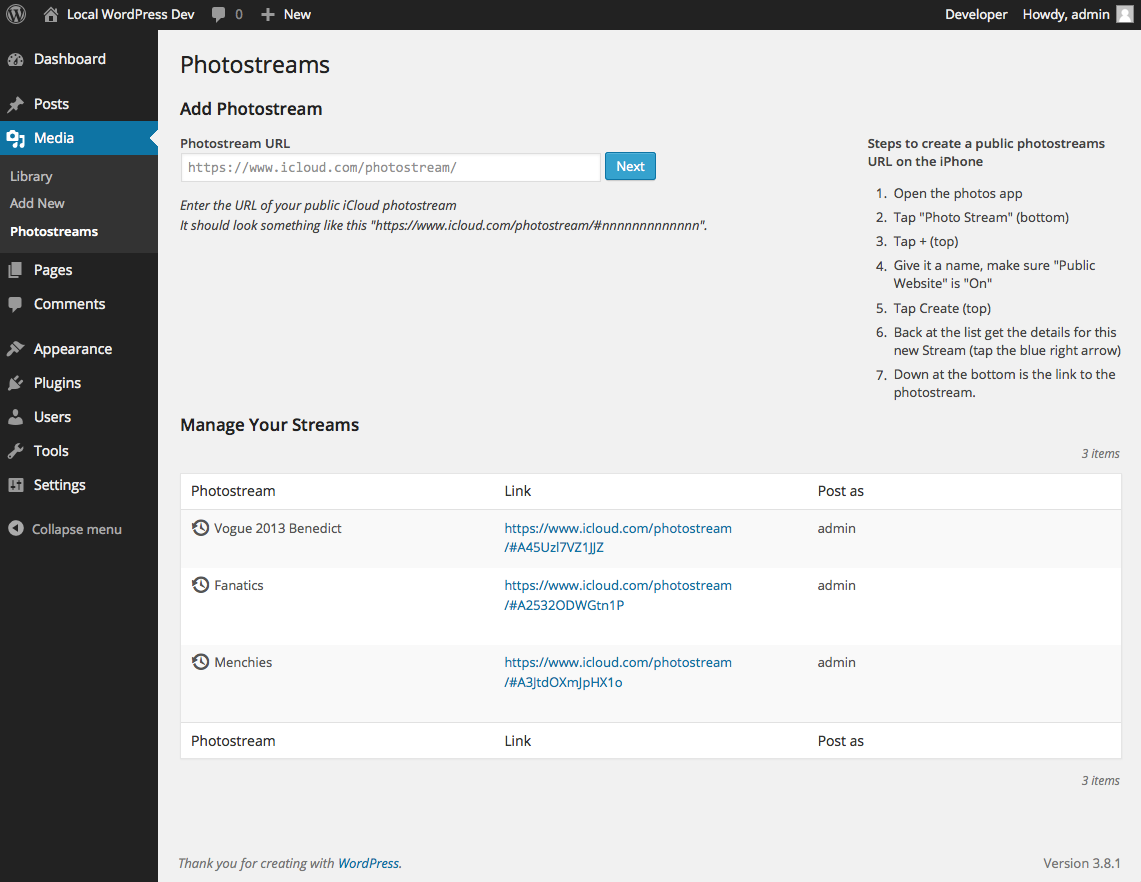 Local WordPress Dev 0 New Developer Howdy, admin
Dashboard
Posts
Media
Library
Add New
Photostreams
Pages
Comments
Appearance
Plugins
Users
Tools
Settings
Collapse menu
Photostreams
Add Photostream
Photostream URL
https://www.icloud.com/photostream/ Next
Enter the URL of your public iCloud photostream
It should look something like this "https://www.icloud.com/photostream/#nnnnnnnnnnnnn".
Steps to create a public photostreams
URL on the iPhone
1. Open the photos app
2. Tap "Photo Stream" (bottom)
3. Tap + (top)
4. Give it a name, make sure "Public
Website" is "On"
5. Tap Create (top)
6. Back at the list get the details for this
new Stream (tap the blue right arrow)
7. Down at the bottom is the link to the
photostream.
Manage Your Streams
3 items
Photostream Link Post as
Vogue 2013 Benedict https://www.icloud.com/photostream admin
/#A45Uzl7VZ1JJZ
Fanatics https://www.icloud.com/photostream admin
/#A2532ODWGtn1P
Menchies https://www.icloud.com/photostream admin
/#A3JtdOXmJpHX1o
Photostream Link Post as
3 items
Thank you for creating with WordPress. Version 3.8.1